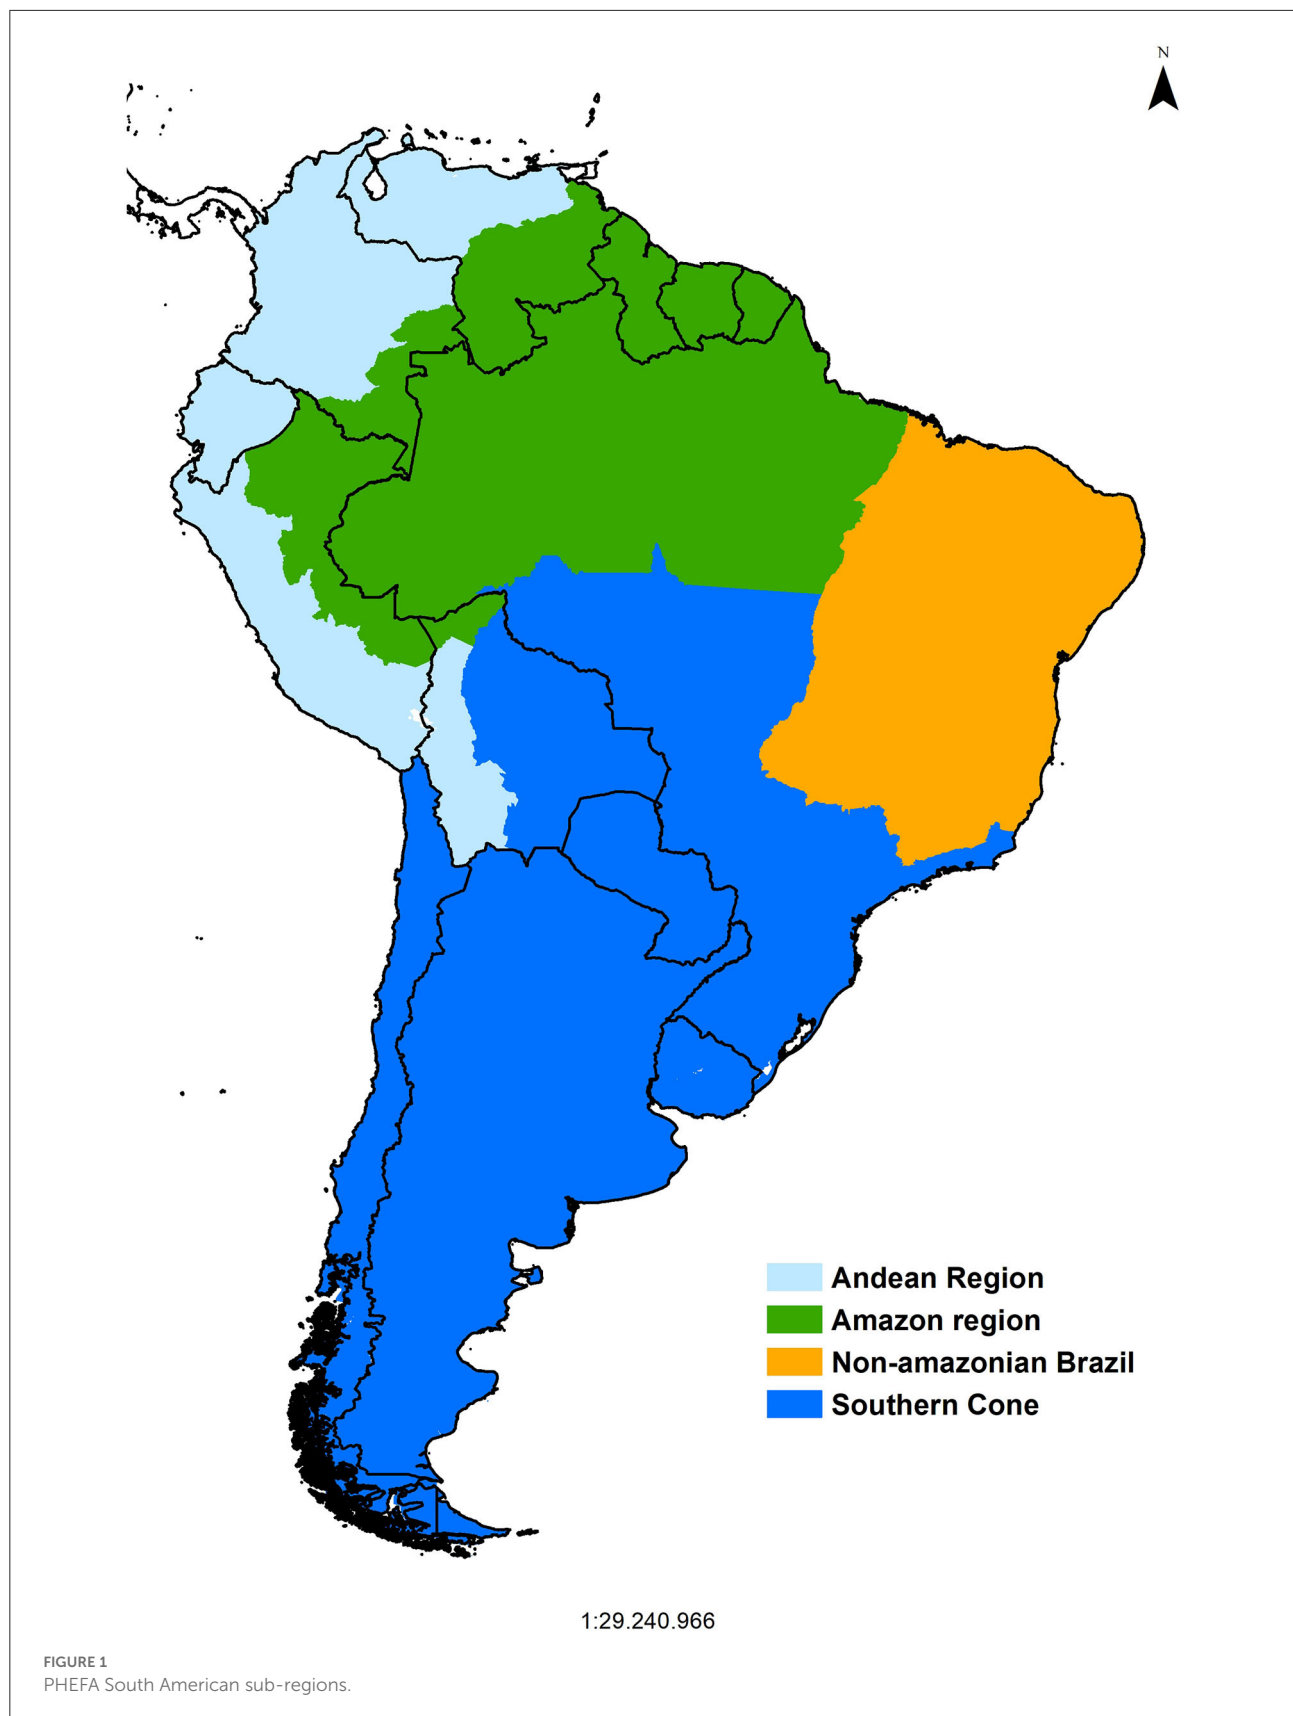 N
Andean Region
Amazon region
Non-amazonian Brazil
Southern Cone
1:29.240.966
FIGURE 1
PHEFA South American sub-regions.